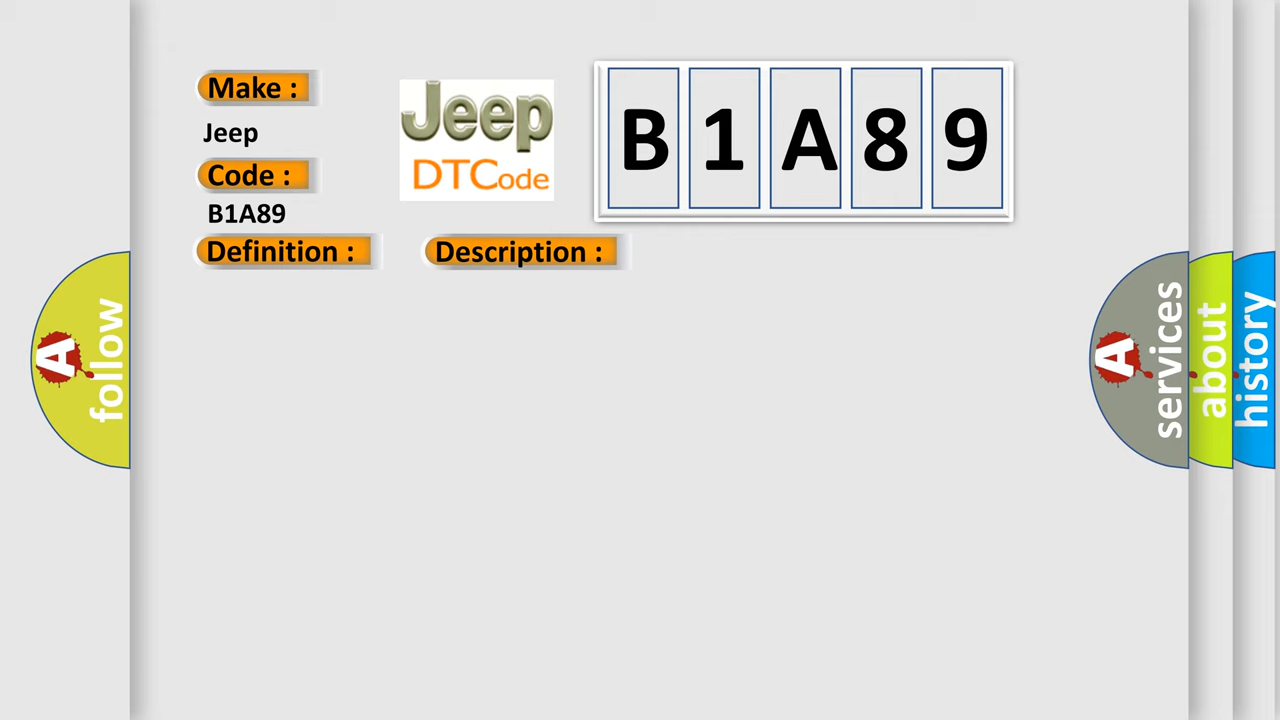 Make :
Jeep
Code :
B1A89
Definition :
Description :
Jeep
DTCode
B 1 A 8 9
A follow
A services
about
history